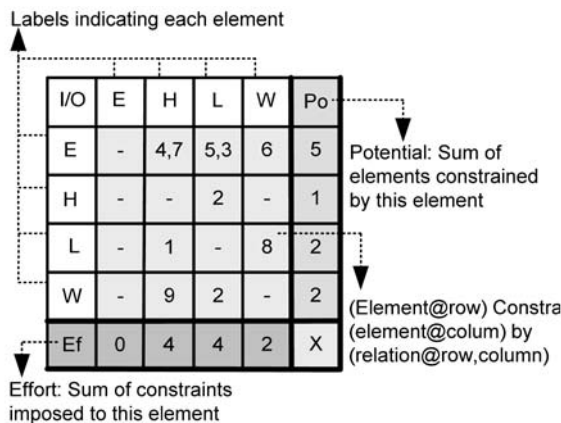 Labels indicating each element
I/O E H L W Po
E - 4,7 5,3 6 5
H - - 2 - 1
L - 1 - 8 2
W - 9 2 - 2
Ef 0 4 4 2 X
Potential: Sum of
elements constrained
by this element
(Element@row) Constra
(element@colum) by
(relation@row,column)
Effort: Sum of constraints
imposed to this element